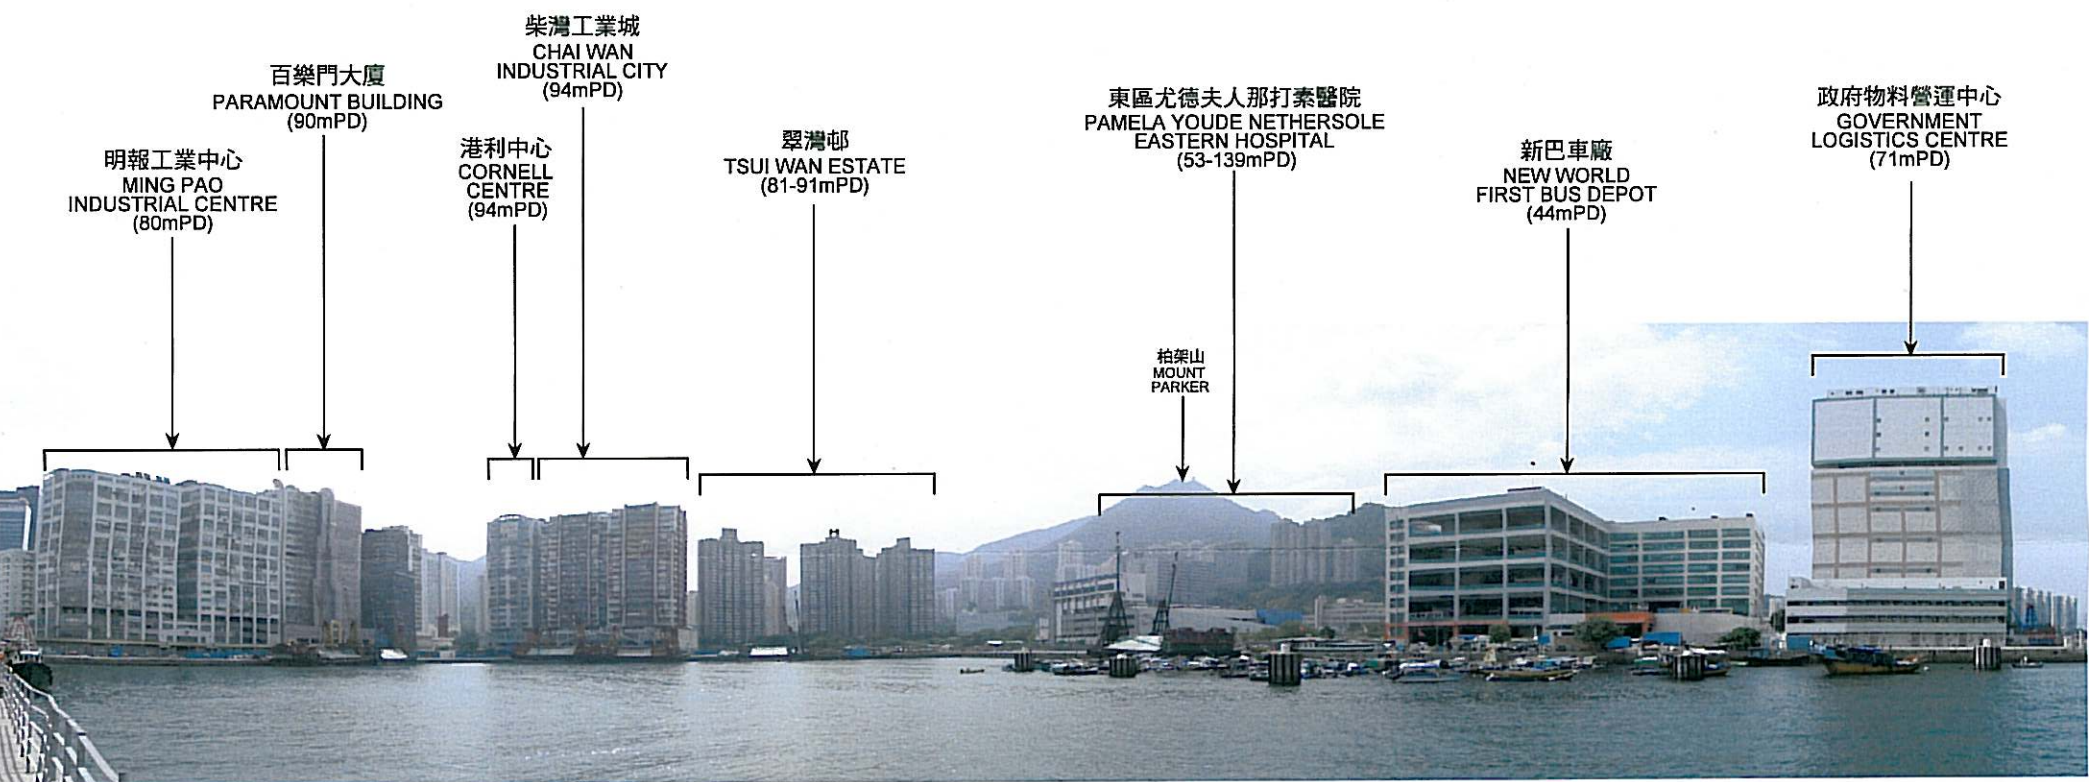 明報工業中心
MING PAO
INDUSTRIAL CENTRE
(80mPD)
百樂門大廈
PARAMOUNT BUILDING
(90mPD)
港利中心
CORNELL
CENTRE
(94mPD)
柴灣工業城
CHAI WAN
INDUSTRIAL CITY
(94mPD)
翠灣邨
TSUI WAN ESTATE
(81-91mPD)
柏架山
MOUNT
PARKER
東區尤德夫人那打素醫院
PAMELA YOUDE NETHERSOLE
EASTERN HOSPITAL
(53-139mPD)
新巴車廠
NEW WORLD
FIRST BUS DEPOT
(44mPD)
政府物料營運中心
GOVERNMENT
LOGISTICS CENTRE
(71mPD)